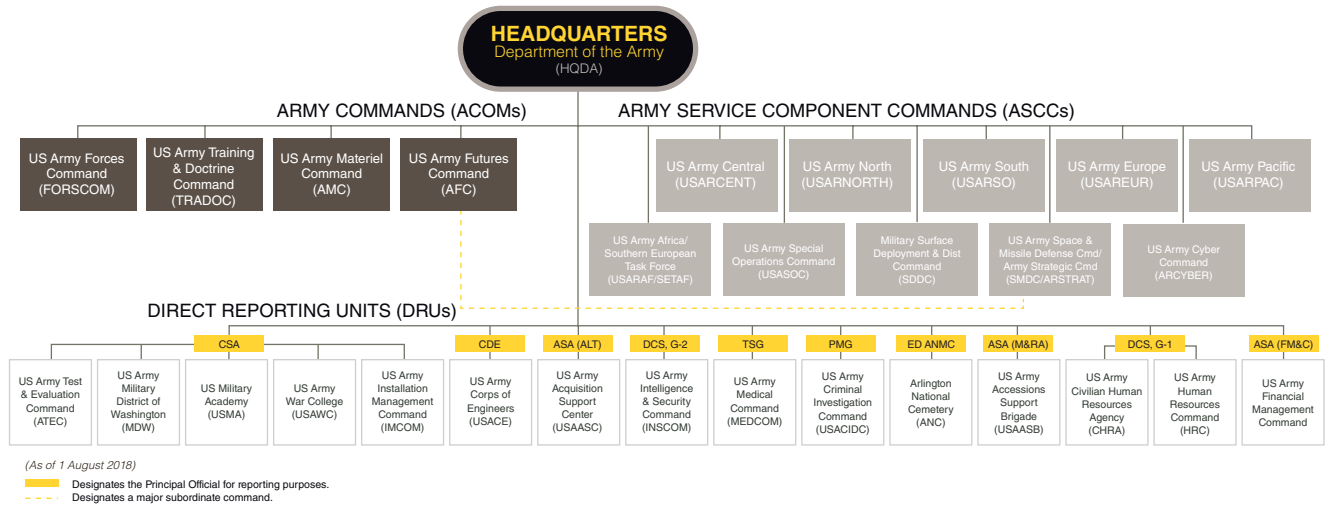 HEADQUARTERS
Department of the Army
(HQDA)
ARMY COMMANDS (ACOMs)
ARMY SERVICE COMPONENT COMMANDS (ASCCs)
US Army Forces
Command
(FORSCOM)
US Army Training
& Doctrine
Command
(TRADOC)
US Army Materiel
Command
(AMC)
US Army Futures
Command
(AFC)
US Army Central
(USARCENT)
US Army North
(USARNORTH)
US Army South
(USARSO)
US Army Europe
(USAREUR)
US Army Pacific
(USARPAC)
US Army Africa/
Southern European
Task Force
(USARAF/SETAF)
US Army Special
Operations Command
(USASOC)
Military Surface
Deployment & Dist
Command
(SDDC)
US Army Space &
Missile Defense Cmd/
Army Strategic Cmd
(SMDC/ARSTRAT)
US Army Cyber
Command
(ARCYBER)
DIRECT REPORTING UNITS (DRUs)
CSA
CDE
ASA (ALT)
DCS, G-2
TSG
PMG
ED ANMC
ASA (M&RA)
DCS, G-1
ASA (FM&C)
US Army Test
& Evaluation
Command
(ATEC)
US Army
Military
District of
Washington
(MDW)
US Military
Academy
(USMA)
US Army
War College
(USAWC)
US Army
Installation
Management
Command
(IMCOM)
US Army
Corps of
Engineers
(USACE)
US Army
Acquisition
Support
Center
(USAASC)
US Army
Intelligence
& Security
Command
(INSCOM)
US Army
Medical
Command
(MEDCOM)
US Army
Criminal
Investigation
Command
(USACIDC)
Arlington
National
Cemetery
(ANC)
US Army
Accessions
Support
Brigade
(USAASB)
US Army
Civilian Human
Resources
Agency
(CHRA)
US Army
Human
Resources
Command
(HRC)
US Army
Financial
Management
Command
(As of 1 August 2018)
Designates the Principal Official for reporting purposes.
Designates a major subordinate command.